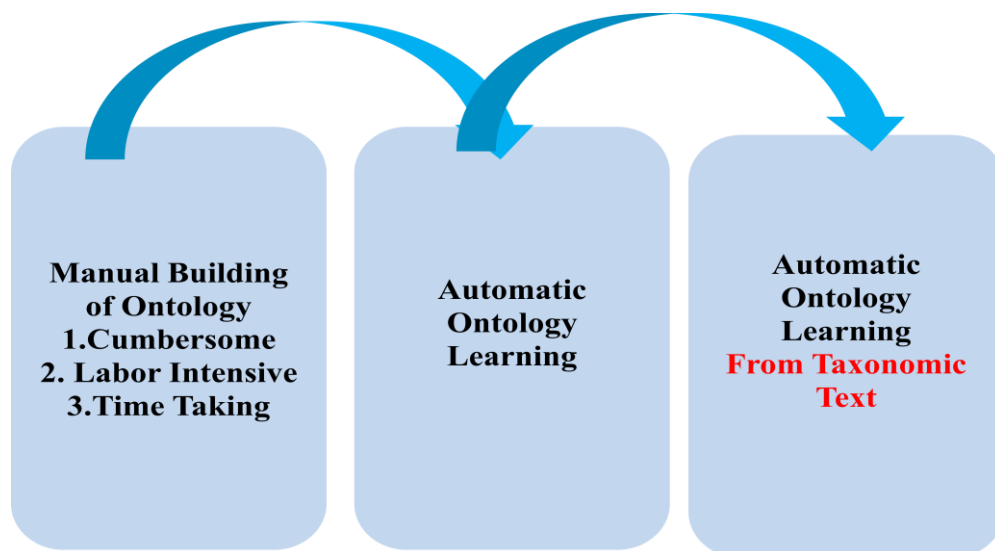 Manual Building
of Ontology
1.Cumbersome
2. Labor Intensive
3.Time Taking
Automatic
Ontology
Learning
Automatic
Ontology
Learning
From Taxonomic
Text